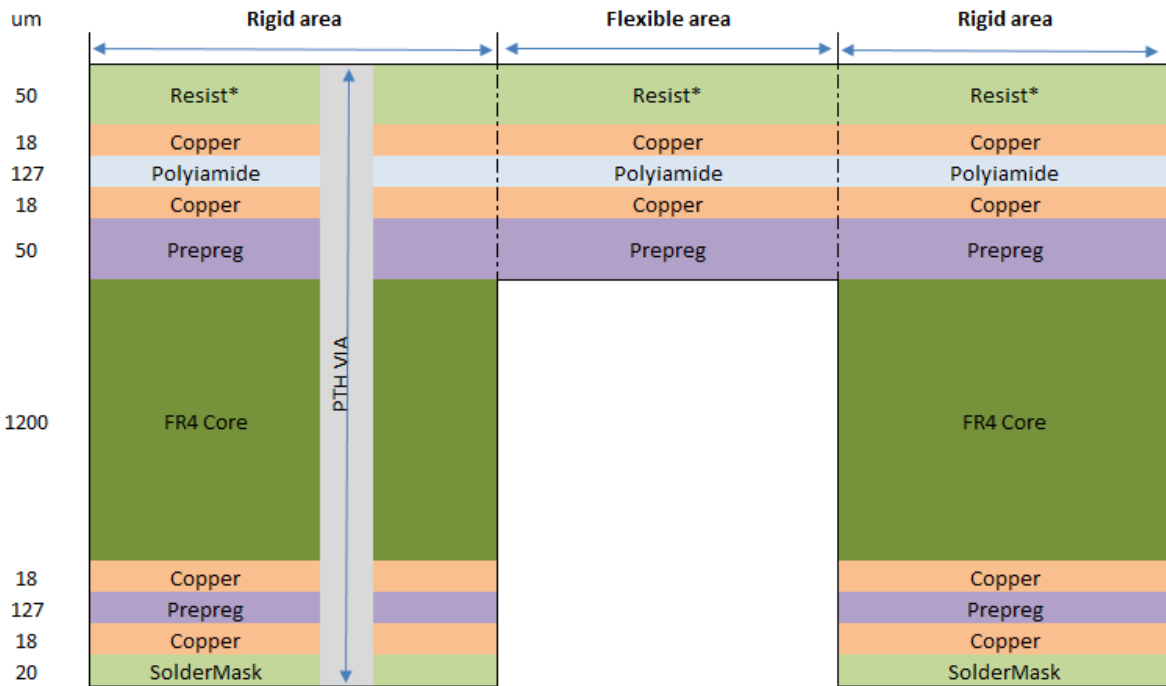 um Rigid area Flexible area Rigid area
50 Resist* Resist* Resist*
18 Copper Copper Copper
127 Polyiamide Polyiamide Polyiamide
18 Copper Copper Copper
50 Prepreg Prepreg Prepreg
PTH VIA
1200 FR4 Core FR4 Core
18 Copper Copper
127 Prepreg Prepreg
18 Copper Copper
20 SolderMask SolderMask